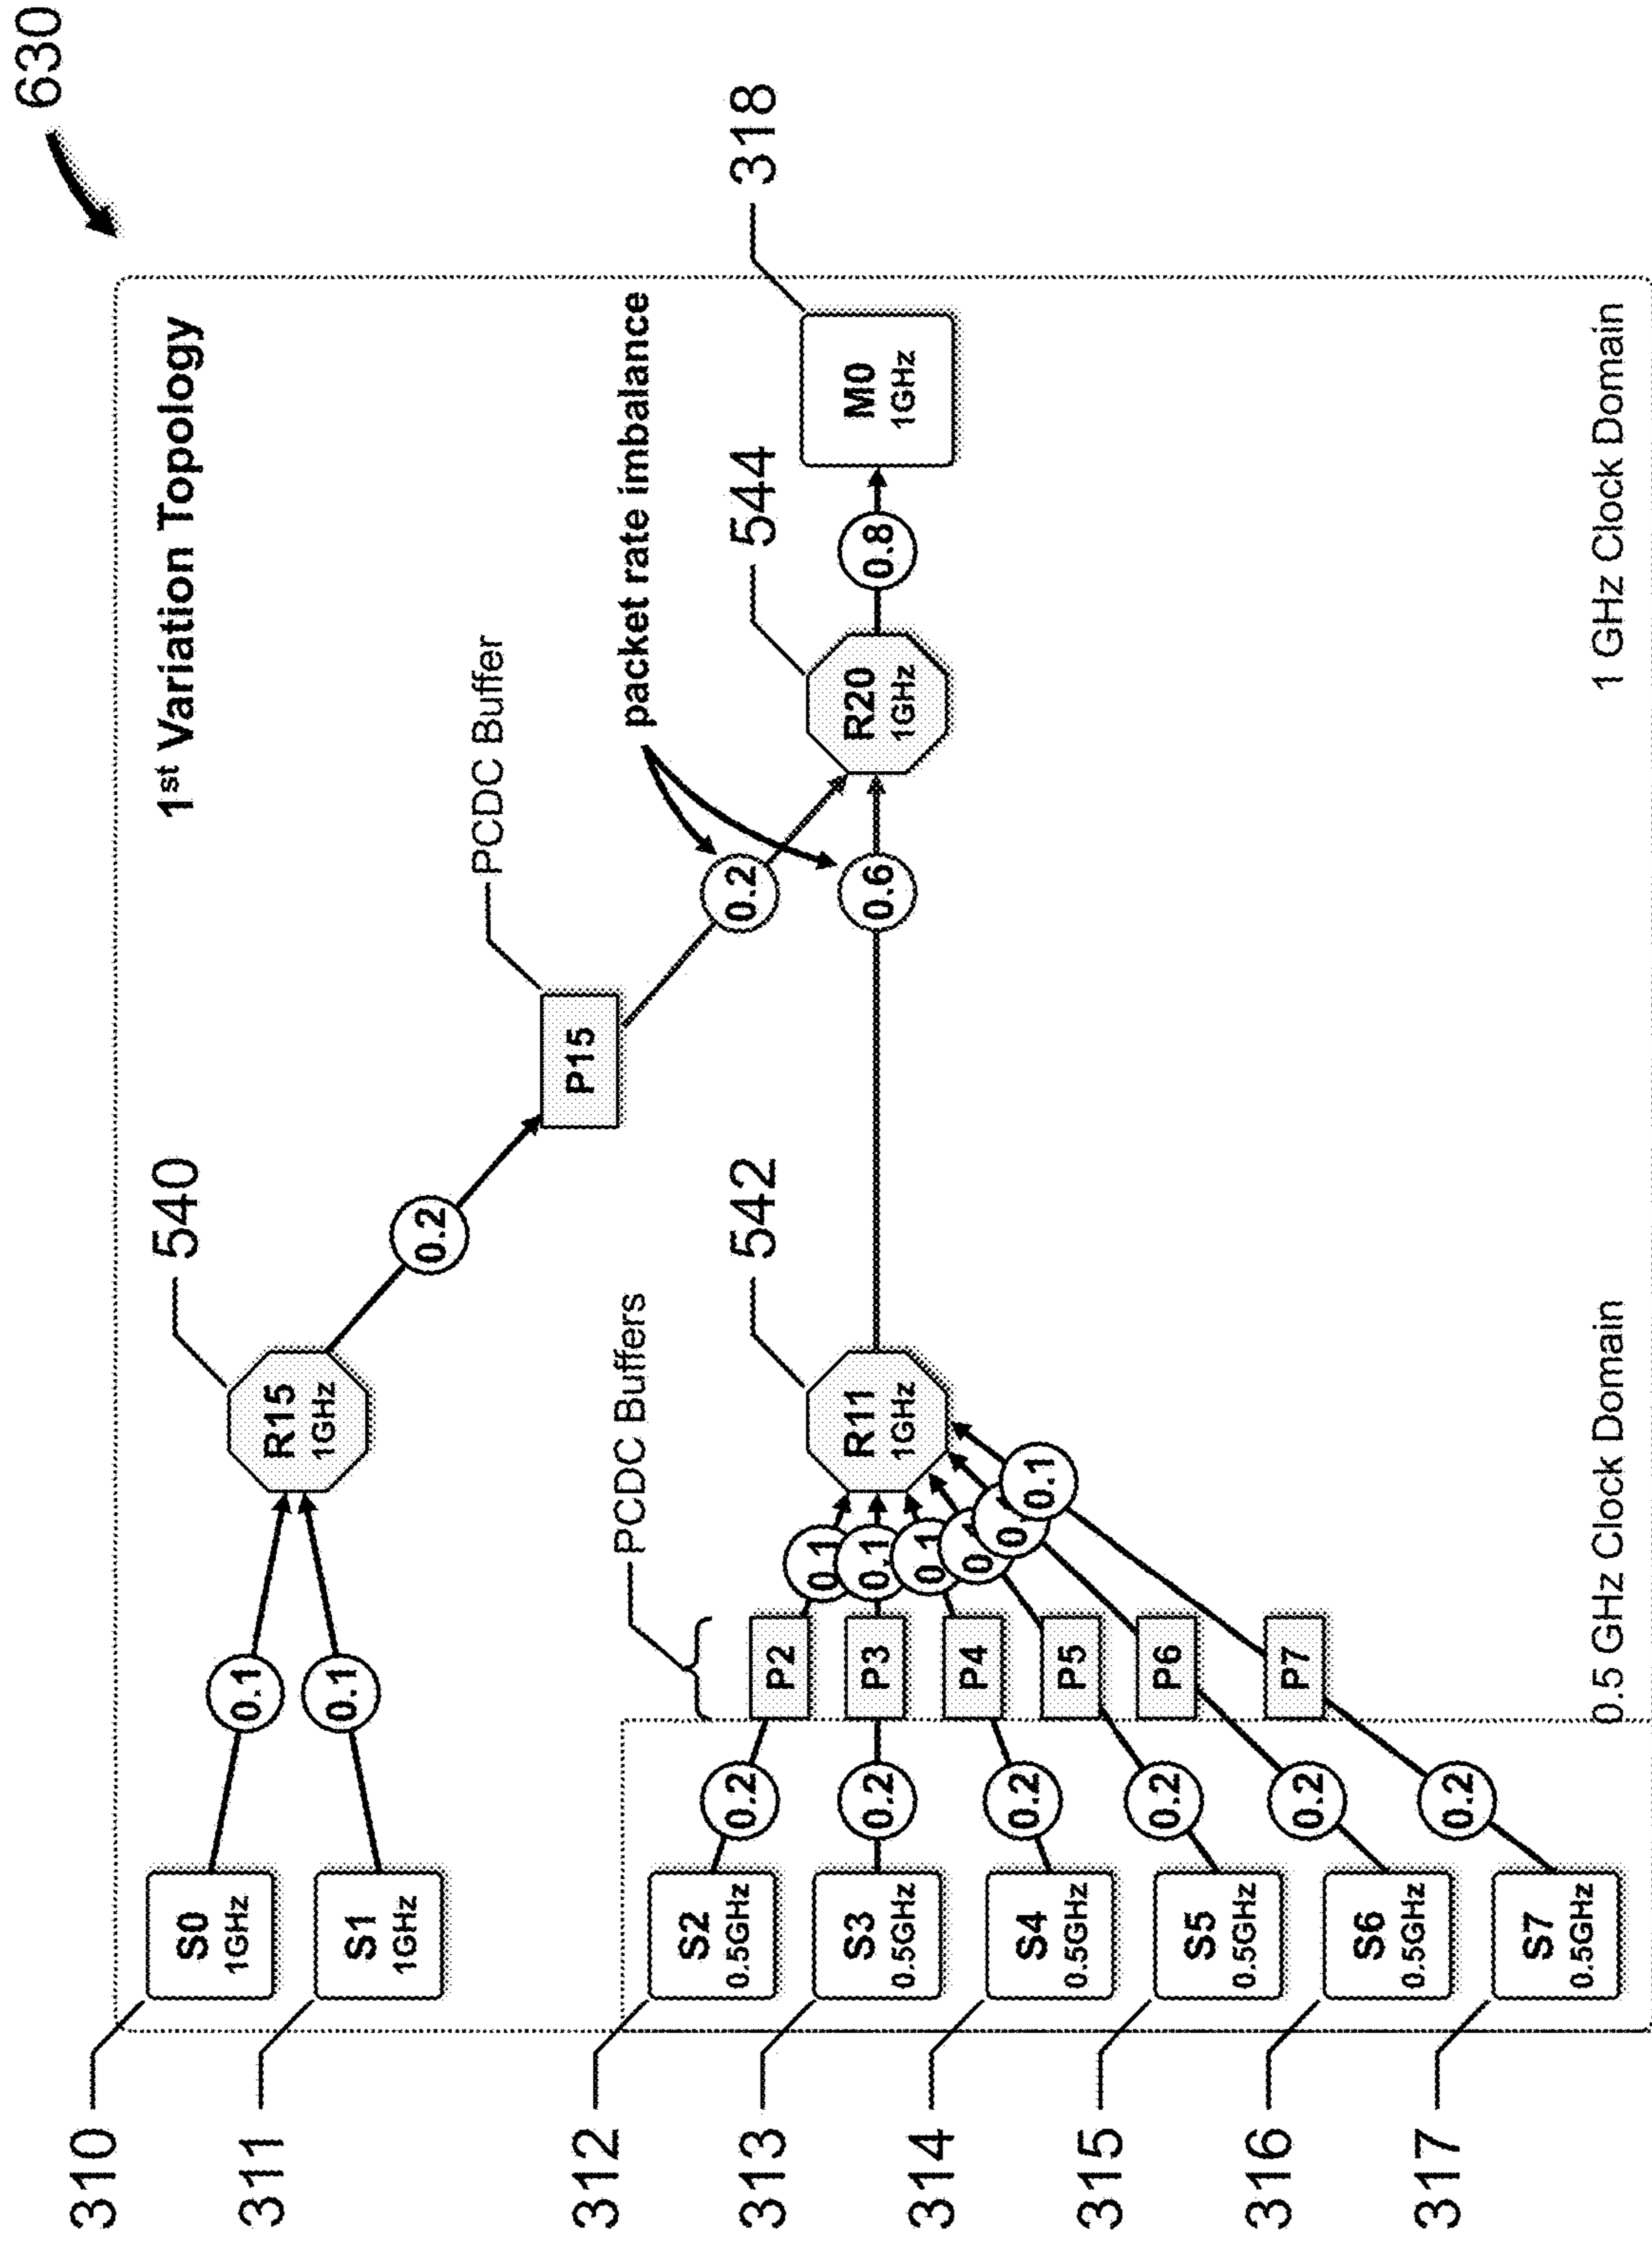 630
1st Variation Topology
310
S0
1GHz
0.1
311
S1
1GHz
0.1
540
R15
1GHz
0.2
P15
PCDC Buffer
0.2
packet rate imbalance
312
S2
0.5GHz
0.2
P2
0.1
313
S3
0.5GHz
0.2
P3
0.1
314
S4
0.5GHz
0.2
P4
0.1
315
S5
0.5GHz
0.2
P5
0
316
S6
0.5GHz
0.2
P6
0
317
S7
0.5GHz
0.2
P7
0.1
PCDC Buffers
542
R11
1GHz
0.6
544
R20
1GHz
0.8
318
M0
1GHz
0.5 GHz Clock Domain
1 GHz Clock Domain